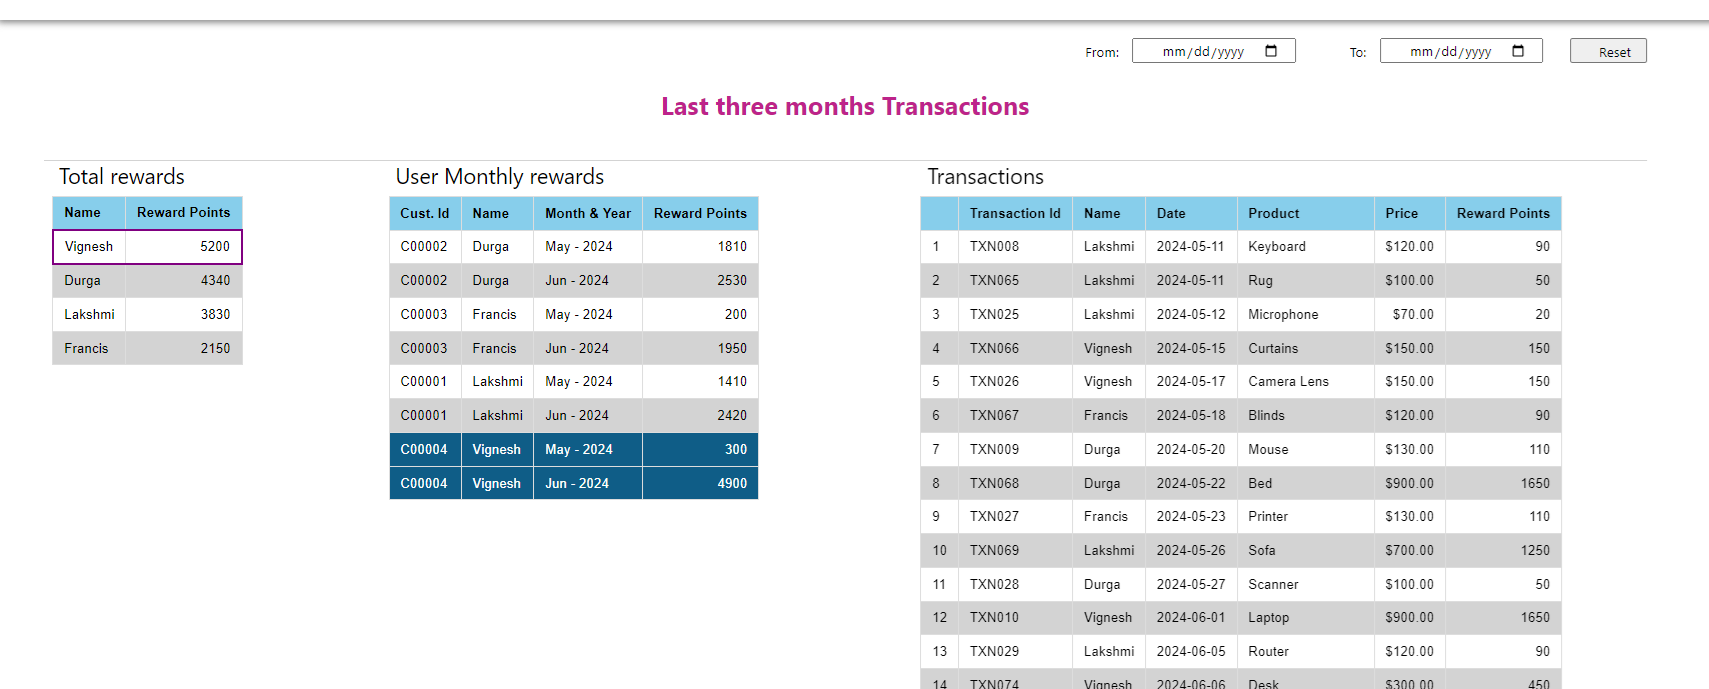 From: mm/dd/yyyy To: mm/dd/yyyy Reset
Last three months Transactions
Total rewards
Name Reward Points
Vignesh 5200
Durga 4340
Lakshmi 3830
Francis 2150
User Monthly rewards
Cust. Id Name Month & Year Reward Points
C00002 Durga May - 2024 1810
C00002 Durga Jun - 2024 2530
C00003 Francis May - 2024 200
C00003 Francis Jun - 2024 1950
C00001 Lakshmi May - 2024 1410
C00001 Lakshmi Jun - 2024 2420
C00004 Vignesh May - 2024 300
C00004 Vignesh Jun - 2024 4900
Transactions
Transaction Id Name Date Product Price Reward Points
1 TXN008 Lakshmi 2024-05-11 Keyboard $120.00 90
2 TXN065 Lakshmi 2024-05-11 Rug $100.00 50
3 TXN025 Lakshmi 2024-05-12 Microphone $70.00 20
4 TXN066 Vignesh 2024-05-15 Curtains $150.00 150
5 TXN026 Vignesh 2024-05-17 Camera Lens $150.00 150
6 TXN067 Francis 2024-05-18 Blinds $120.00 90
7 TXN009 Durga 2024-05-20 Mouse $130.00 110
8 TXN068 Durga 2024-05-22 Bed $900.00 1650
9 TXN027 Francis 2024-05-23 Printer $130.00 110
10 TXN069 Lakshmi 2024-05-26 Sofa $700.00 1250
11 TXN028 Durga 2024-05-27 Scanner $100.00 50
12 TXN010 Vignesh 2024-06-01 Laptop $900.00 1650
13 TXN029 Lakshmi 2024-06-05 Router $120.00 90
14 TXN074 Vignesh 2024-06-06 Desk $300.00 450